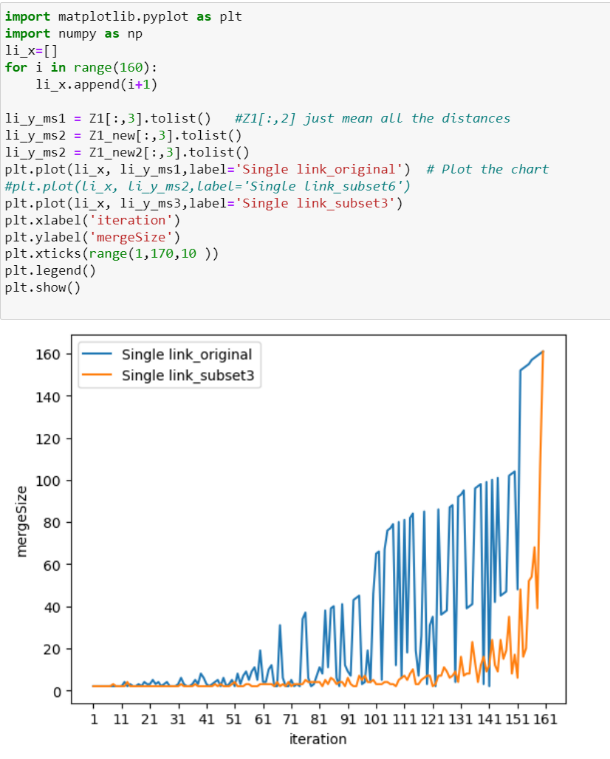 import matplotlib.pyplot as plt
import numpy as np
li_x=[]
for i in range(160):
    li_x.append(i+1)

li_y_ms1 = Z1[:,3].tolist()   #Z1[:,2] just mean all the distances
li_y_ms2 = Z1_new[:,3].tolist()
li_y_ms2 = Z1_new2[:,3].tolist()
plt.plot(li_x, li_y_ms1,label='Single link_original')  # Plot the chart
#plt.plot(li_x, li_y_ms2,label='Single link_subset6')
plt.plot(li_x, li_y_ms3,label='Single link_subset3')
plt.xlabel('iteration')
plt.ylabel('mergeSize')
plt.xticks(range(1,170,10 ))
plt.legend()
plt.show()
Single link_original
Single link_subset3
160
140
120
100
80
60
40
20
0
mergeSize
1 11 21 31 41 51 61 71 81 91 101 111 121 131 141 151 161
iteration